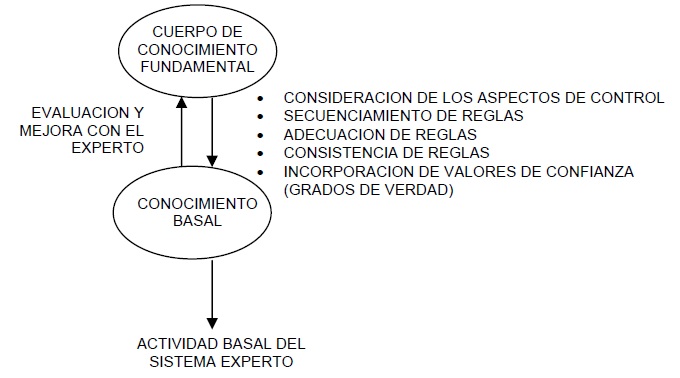 CUERPO DE
CONOCIMIENTO
FUNDAMENTAL
EVALUACION Y
MEJORA CON EL
EXPERTO
• CONSIDERACION DE LOS ASPECTOS DE CONTROL
• SECUENCIAMIENTO DE REGLAS
• ADECUACION DE REGLAS
• CONSISTENCIA DE REGLAS
• INCORPORACION DE VALORES DE CONFIANZA
(GRADOS DE VERDAD)
CONOCIMIENTO
BASAL
ACTIVIDAD BASAL DEL
SISTEMA EXPERTO